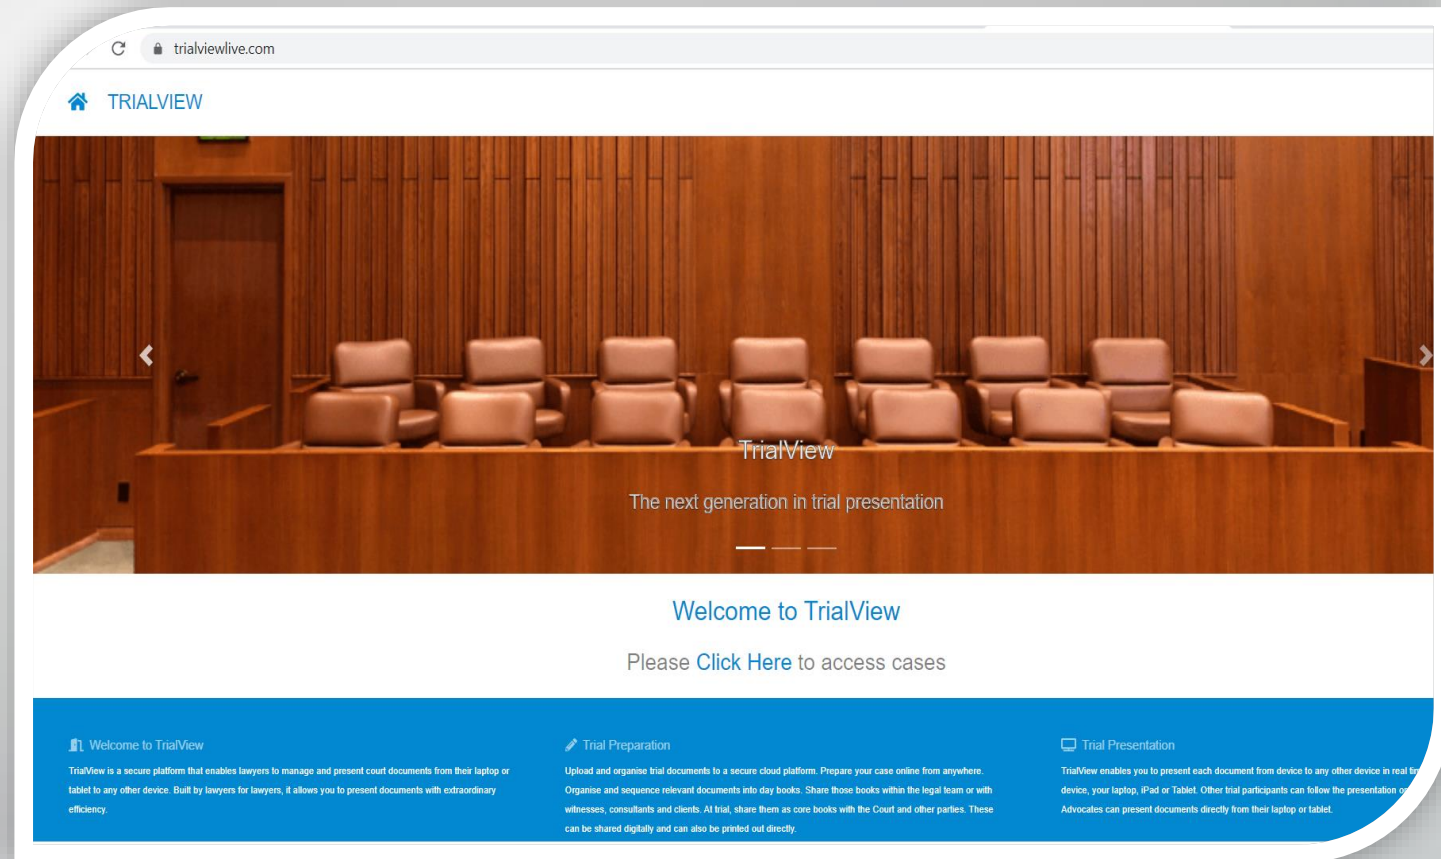 trialviewlive.com
TRIALVIEW
TrialView
The next generation in trial presentation
Welcome to TrialView
Please Click Here to access cases
Welcome to TrialView
TrialView is a secure platform that enables lawyers to manage and present court documents from their laptop or
tablet to any other device. Built by lawyers for lawyers, it allows you to present documents with extraordinary
efficiency.
Trial Preparation
Upload and organise trial documents to a secure cloud platform. Prepare your case online from anywhere.
Organise and sequence relevant documents into day books. Share those books within the legal team or with
witnesses, consultants and clients. At trial, share them as core books with the Court and other parties. These
can be shared digitally and can also be printed out directly.
Trial Presentation
TrialView enables you to present each document from device to any other device in real
device, your laptop, iPad or Tablet. Other trial participants can follow the presentation
Advocates can present documents directly from their laptop or tablet.